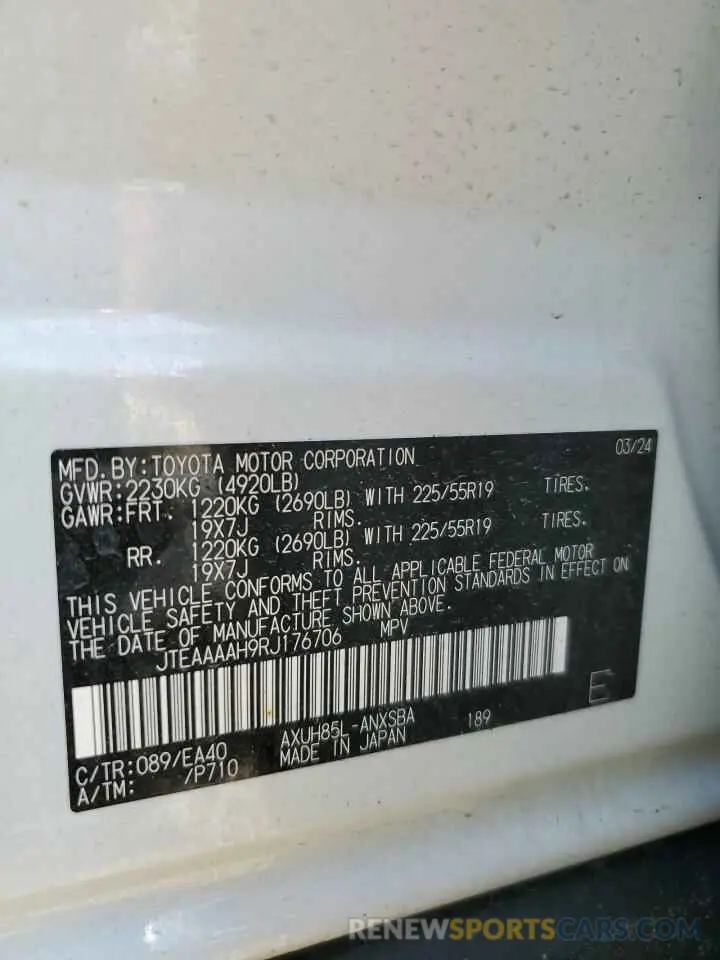 MFD. BY: TOYOTA MOTOR CORPORATION 03/24
GVWR: 2230KG (4920LB)
GAWR: FRT. 1220KG (2690LB) WITH 225/55R19 TIRES.
19X7J RIMS.
RR. 1220KG (2690LB) WITH 225/55R19 TIRES.
19X7J RIMS.
THIS VEHICLE CONFORMS TO ALL APPLICABLE FEDERAL MOTOR
VEHICLE SAFETY AND THEFT PREVENTION STANDARDS IN EFFECT ON
THE DATE OF MANUFACTURE SHOWN ABOVE.
JTEAAAAH9RJ176706 MPV
E
C/TR: 089/EA40 AXUH85L-ANXSBA 189
A/TM: /P710 MADE IN JAPAN
RENEWSPORTSCARS.COM